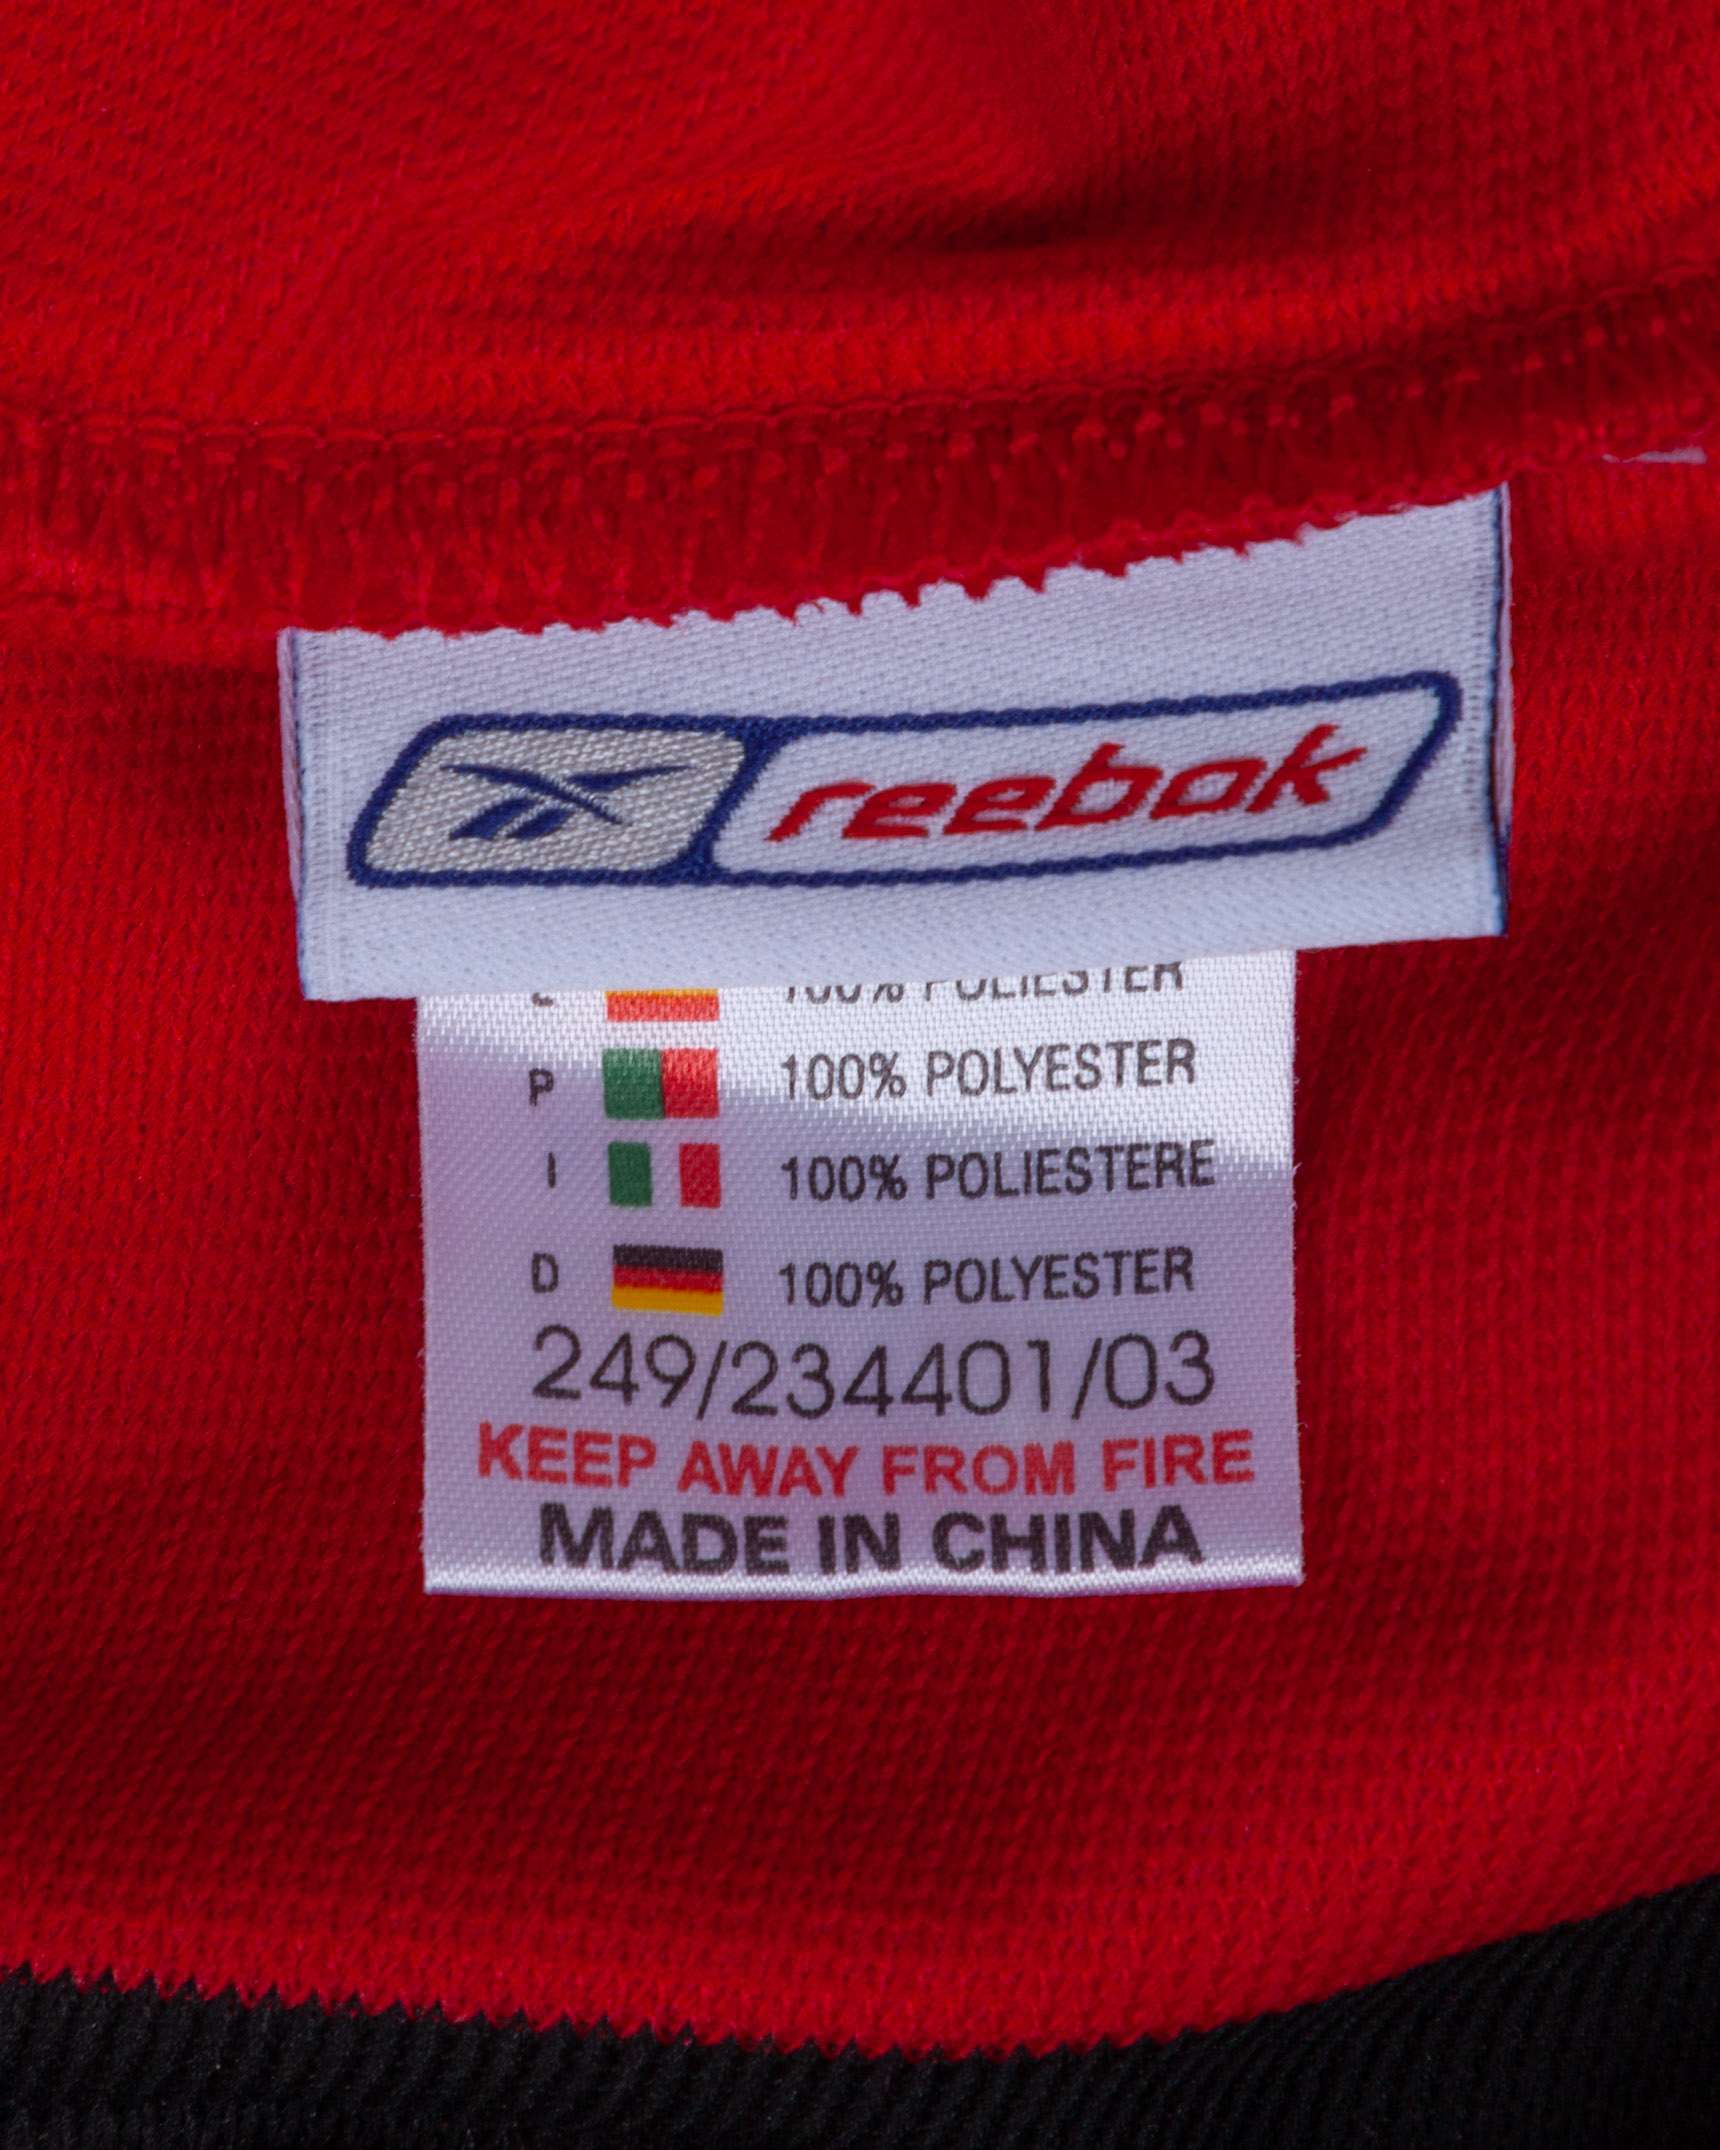 reebok
E 100% POLIESTER
P 100% POLYESTER
I 100% POLIESTERE
D 100% POLYESTER
249/234401/03
KEEP AWAY FROM FIRE
MADE IN CHINA